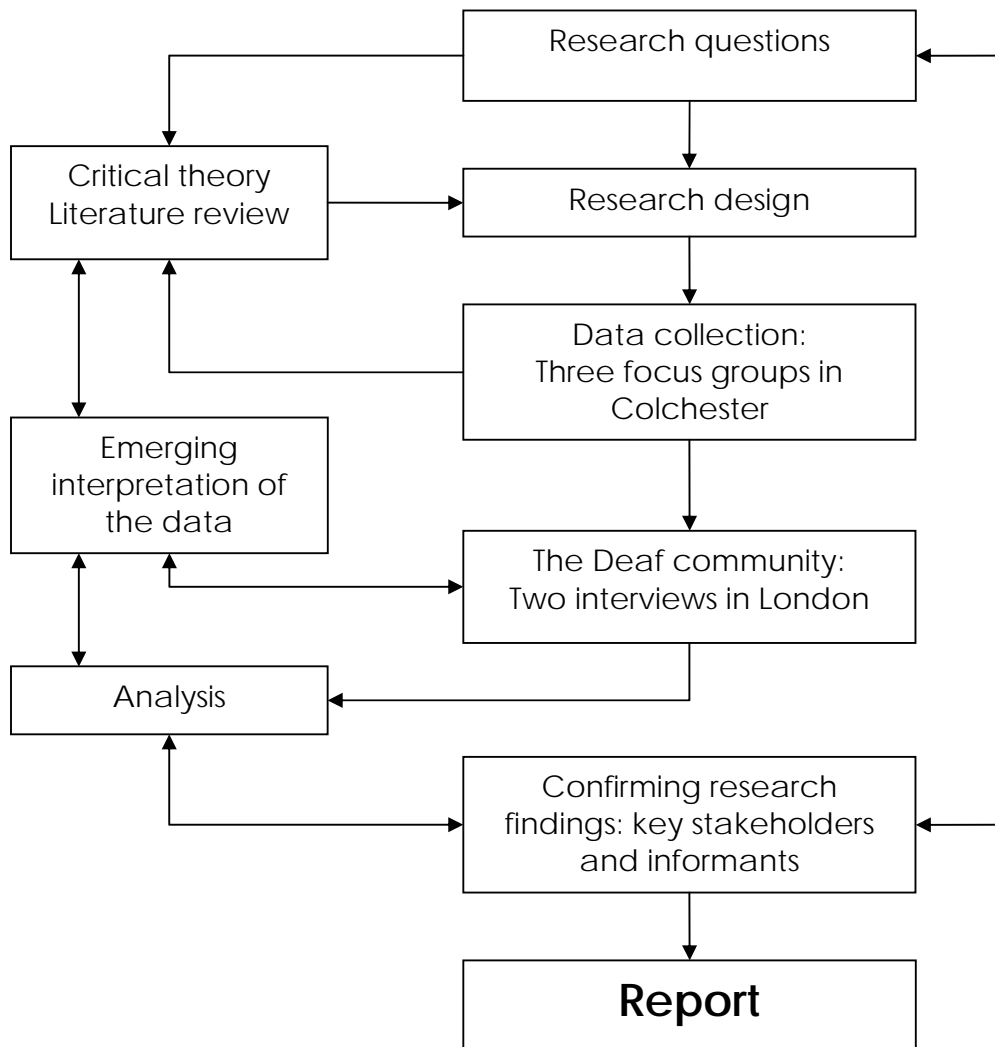 Research questions
Critical theory
Literature review
Research design
Data collection:
Three focus groups in
Colchester
Emerging
interpretation of
the data
The Deaf community:
Two interviews in London
Analysis
Confirming research
findings: key stakeholders
and informants
Report